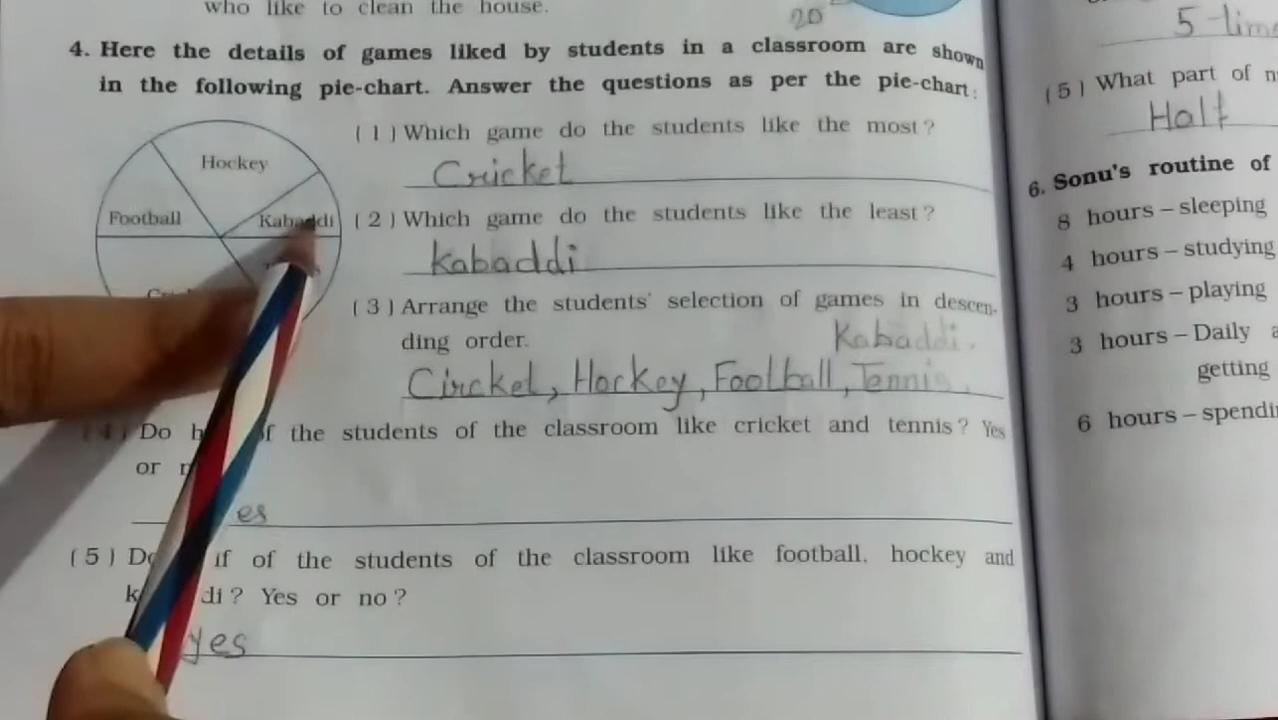 who like to clean the house.
20
4. Here the details of games liked by students in a classroom are shown
in the following pie-chart. Answer the questions as per the pie-chart :
Hockey
Football
Kabaddi
( 1 ) Which game do the students like the most ?
Cricket
( 2 ) Which game do the students like the least ?
Kabaddi
( 3 ) Arrange the students' selection of games in descen-
ding order.
Kabaddi.
Circket, Hockey, Football, Tennis,
Do the students of the classroom like cricket and tennis ? Yes
or
es
( 5 ) of the students of the classroom like football. hockey and
di ? Yes or no ?
yes
5
( 5 ) What part of
Half
6. Sonu's routine of
8 hours – sleeping
4 hours – studying
3 hours – playing
3 hours – Daily
getting
6 hours –